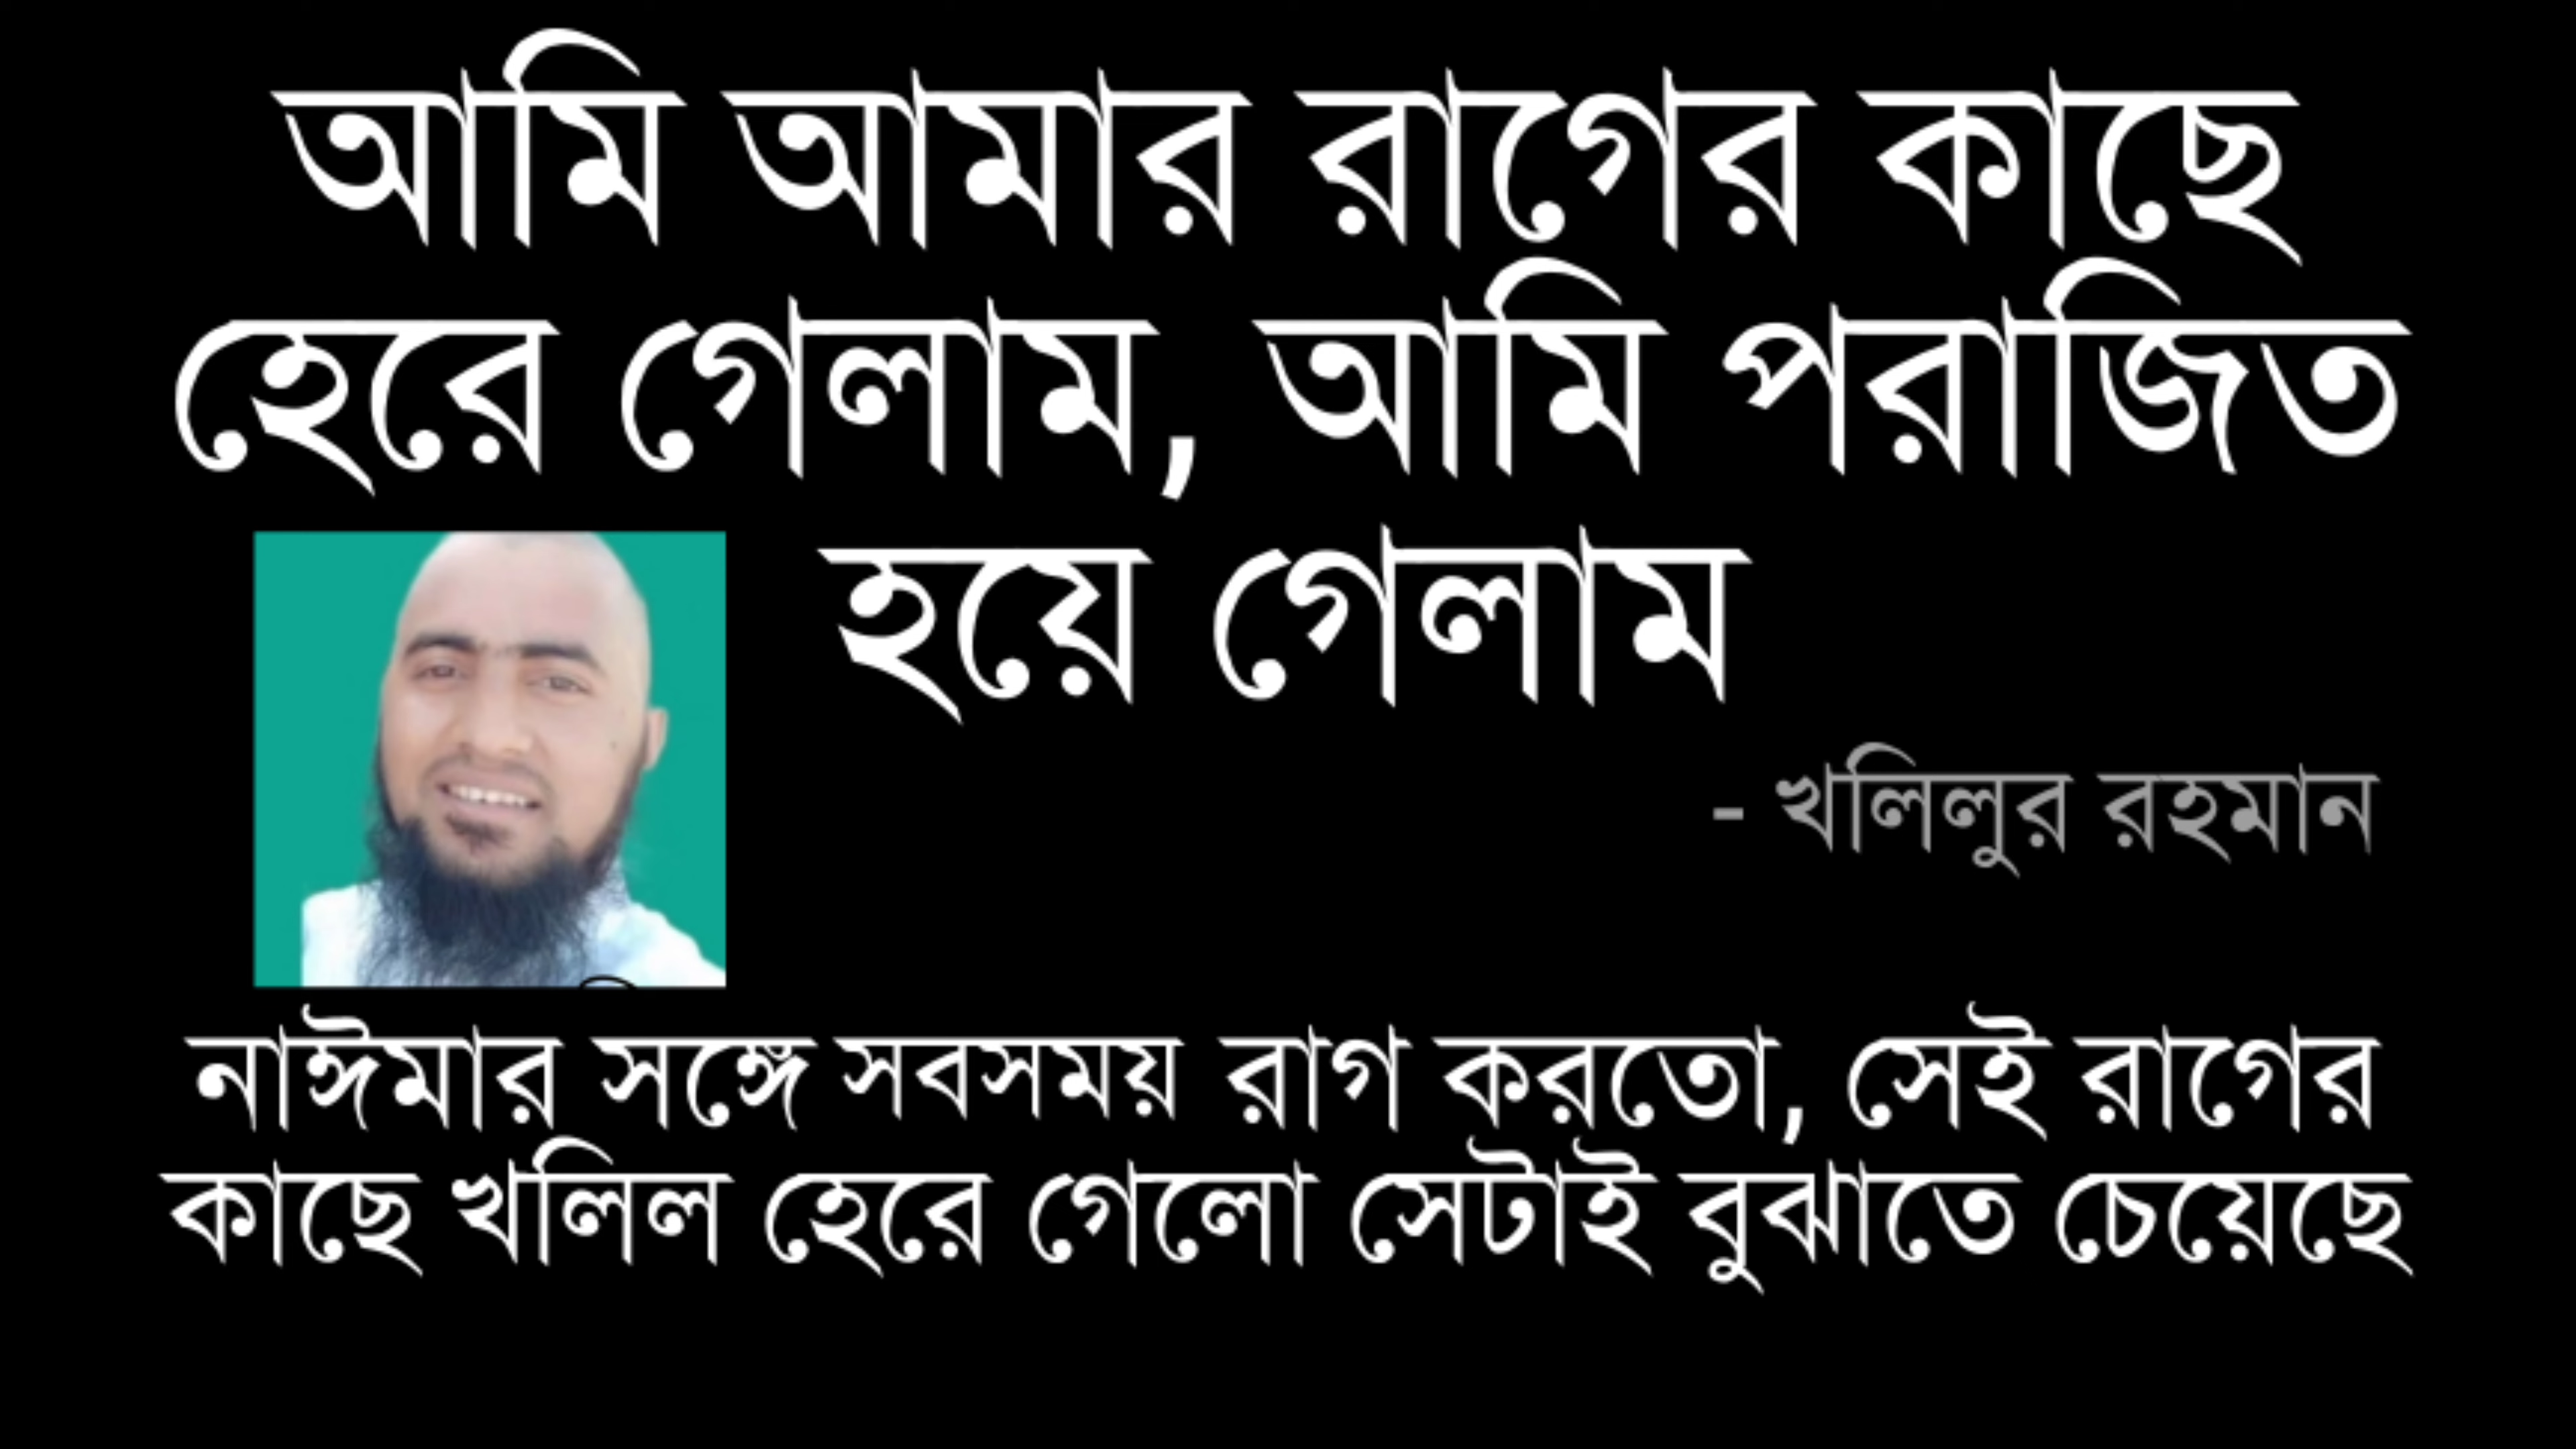 আমি আমার রাগের কাছে
হেরে গেলাম, আমি পরাজিত
হয়ে গেলাম
- খলিলুর রহমান
নাঈমার সঙ্গে সবসময় রাগ করতো, সেই রাগের
কাছে খলিল হেরে গেলো সেটাই বুঝাতে চেয়েছে